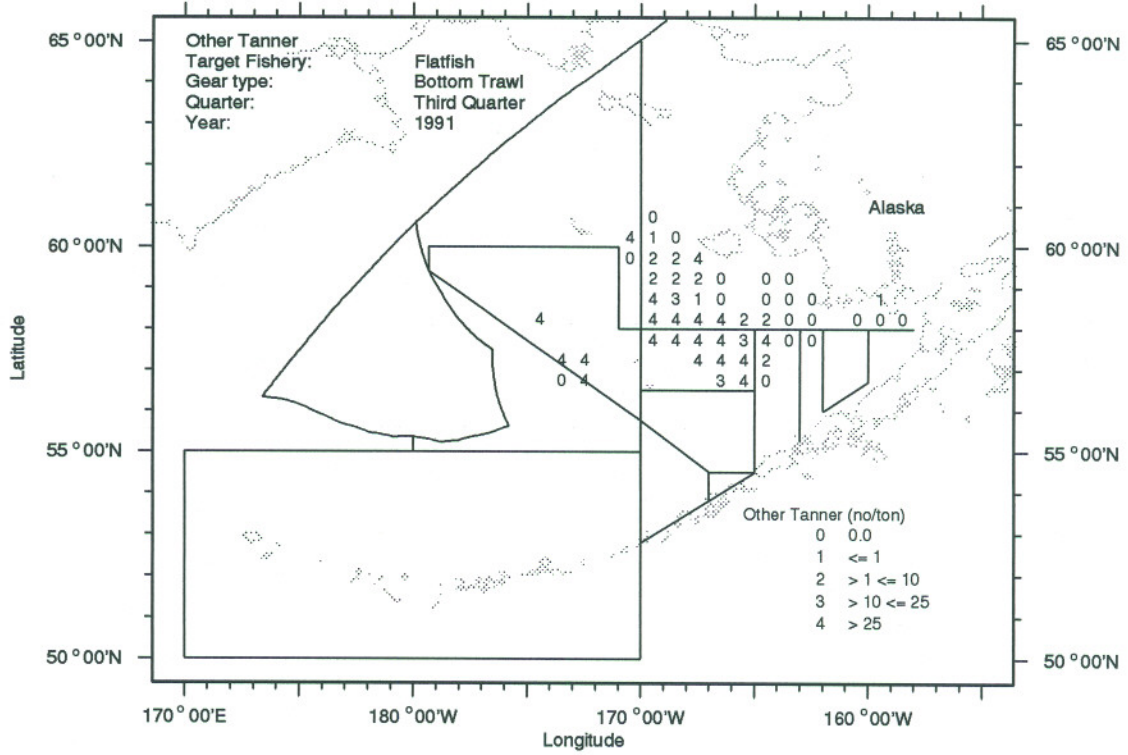 65 °00'N
65 °00'N
Other Tanner
Target Fishery: Flatfish
Gear type: Bottom Trawl
Quarter: Third Quarter
Year: 1991
Alaska
0
4 1 0
60 °00'N
60 °00'N
0 2 2 4
2 2 2 0 0 0
4 3 1 0 0 0 0 1
4 4 4 4 4 2 2 0 0 0 0 0
4 4 4 4 3 4 0 0
4 4 4 4 4 2
0 4 3 4 0
Latitude
55 °00'N
55 °00'N
Other Tanner (no/ton)
0 0.0
1 <= 1
2 > 1 <= 10
3 > 10 <= 25
4 > 25
50 °00'N
50 °00'N
170 °00'E
180 °00'W
170 °00'W
160 °00'W
Longitude